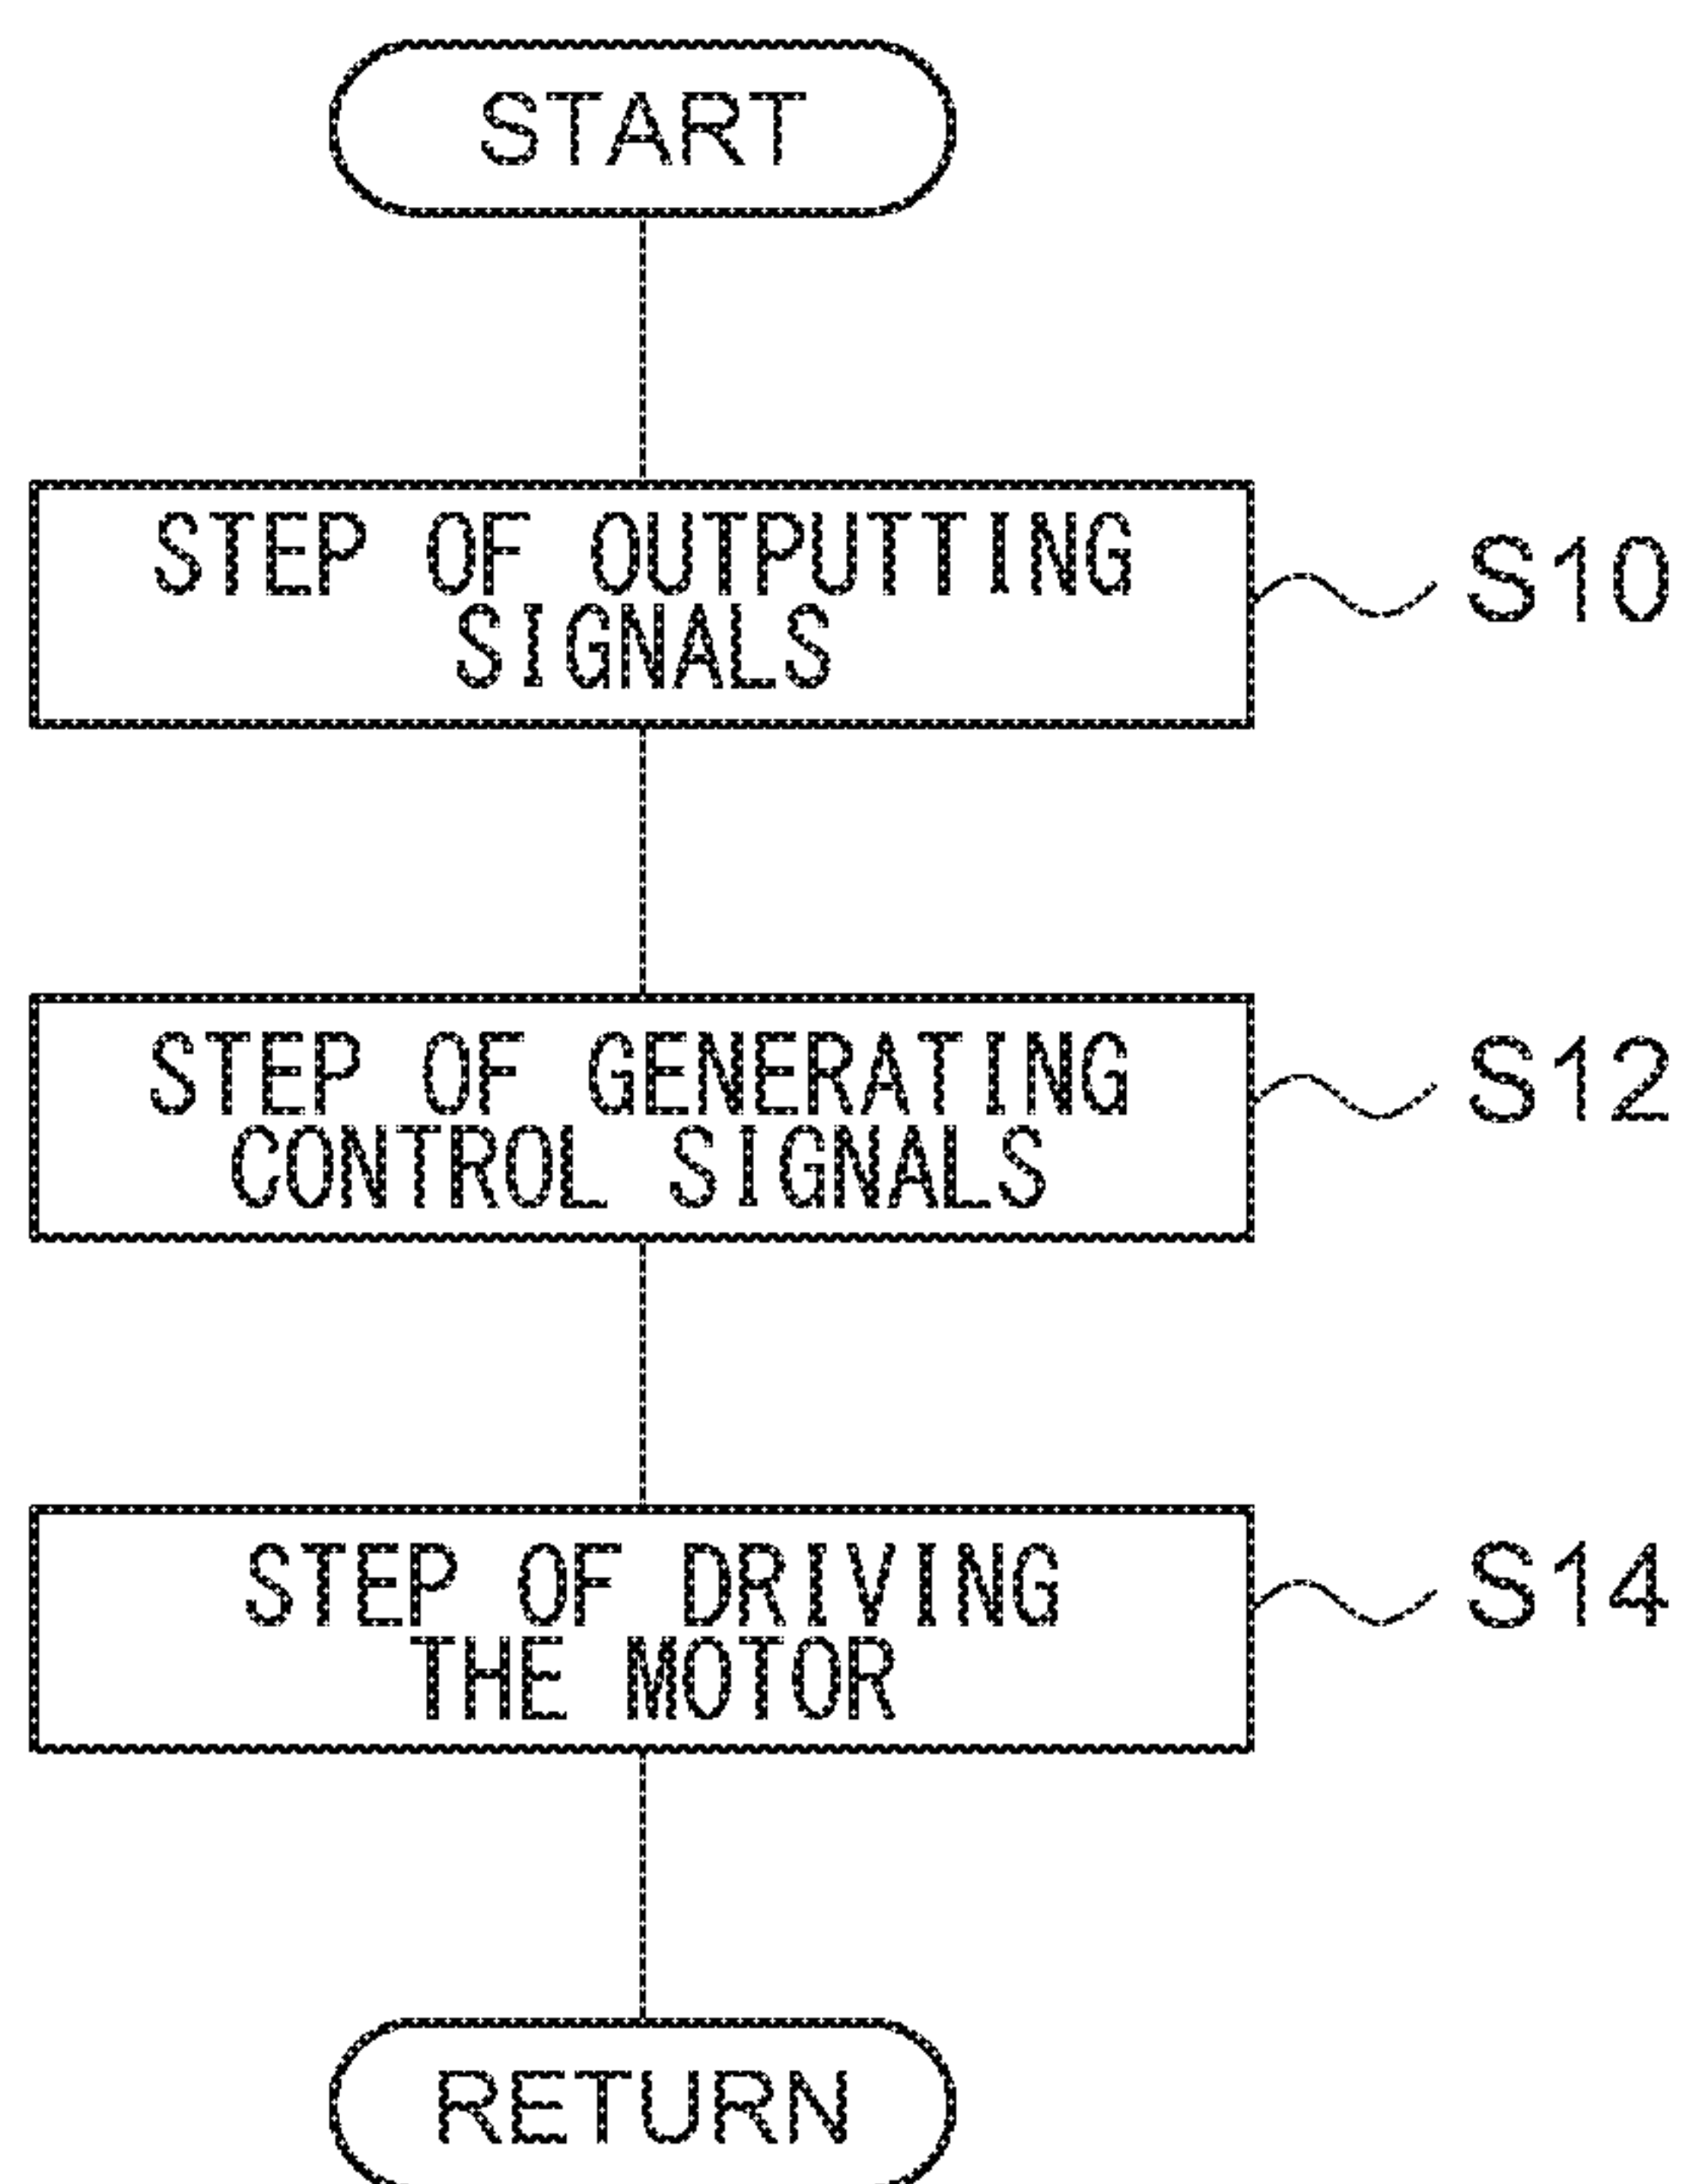 START
STEP OF OUTPUTTING
SIGNALS
S10
STEP OF GENERATING
CONTROL SIGNALS
S12
STEP OF DRIVING
THE MOTOR
S14
RETURN